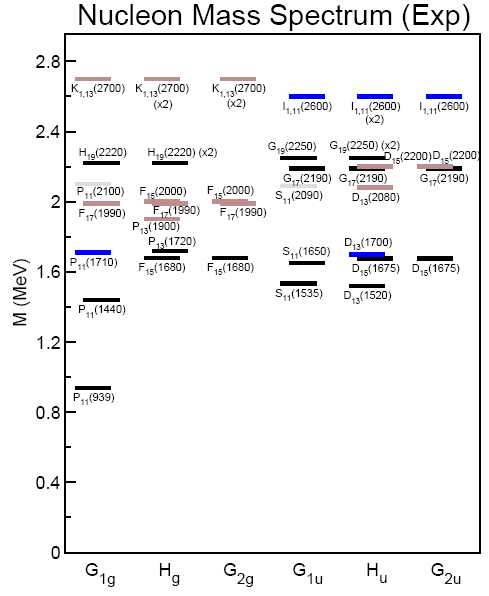 Nucleon Mass Spectrum (Exp)
M (MeV)
2.8
2.4
2
1.6
1.2
0.8
0.4
0
K1,13(2700)
K1,13(2700)
(x2)
K1,13(2700)
(x2)
I1,11(2600)
I1,11(2600)
(x2)
I1,11(2600)
H19(2220)
H19(2220) (x2)
G19(2250)
G19(2250) (x2)
D15(2200)
D15(2200)
P11(2100)
F15(2000)
F15(2000)
G17(2190)
G17(2190)
G17(2190)
F17(1990)
F17(1990)
F17(1990)
S11(2090)
D13(2080)
P13(1900)
P13(1720)
S11(1650)
D13(1700)
P11(1710)
F15(1680)
F15(1680)
D15(1675)
D15(1675)
P11(1440)
S11(1535)
D13(1520)
P11(939)
G1g Hg G2g G1u Hu G2u